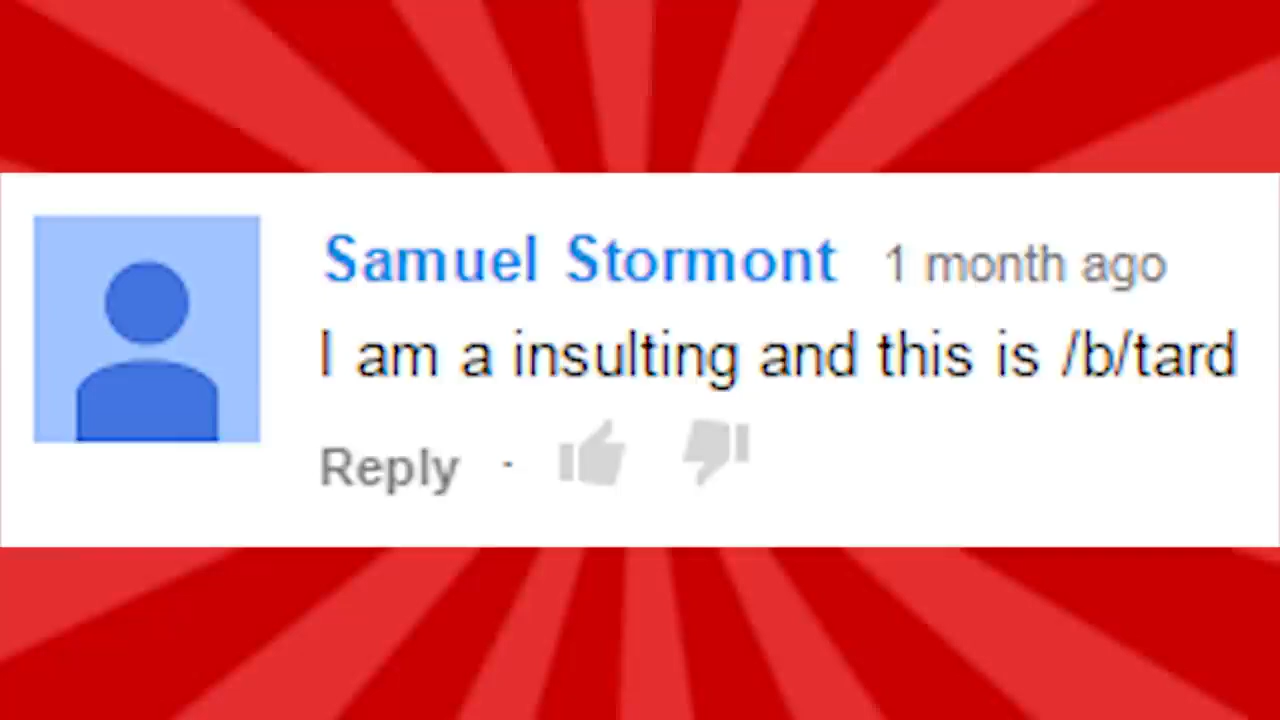 Samuel Stormont 1 month ago
I am a insulting and this is /b/tard
Reply ·